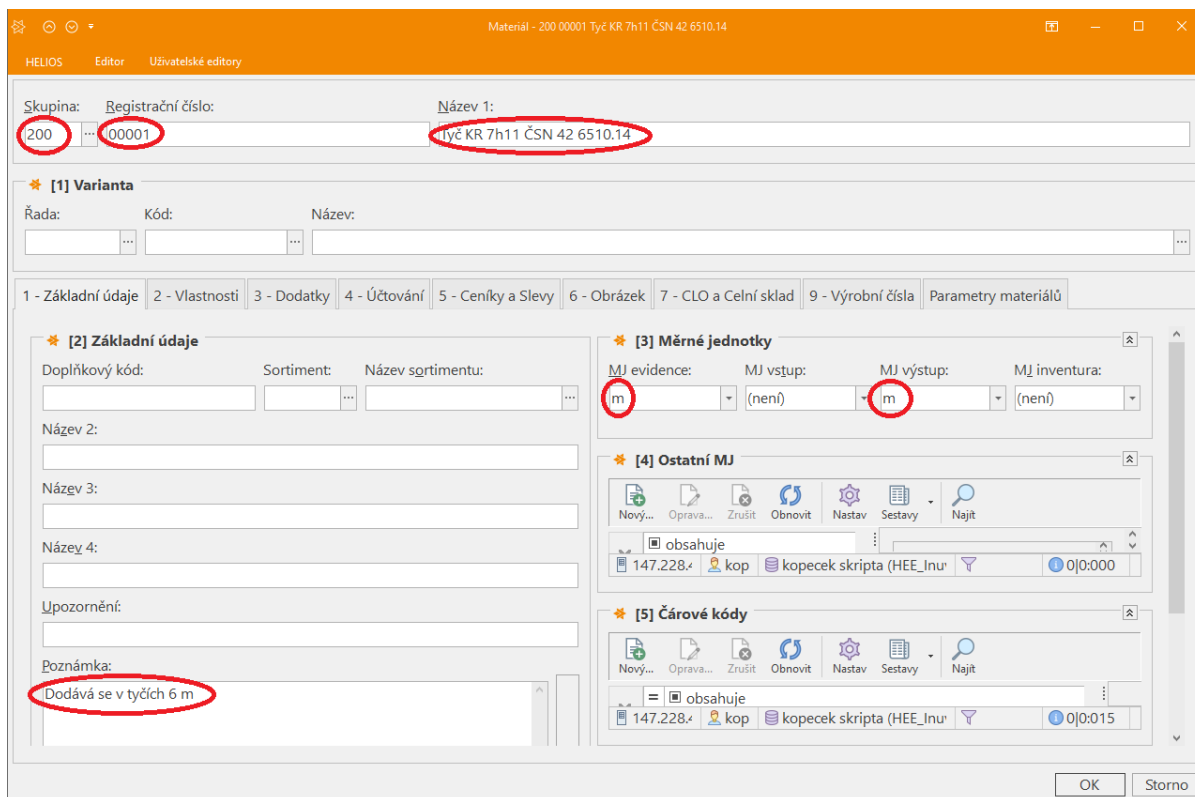 Materiál - 200 00001 Tyč KR 7h11 ČSN 42 6510.14
HELIOS Editor Uživatelské editory
Skupina: Registrační číslo: Název 1:
200 ... 00001 Tyč KR 7h11 ČSN 42 6510.14
[1] Varianta
Řada: Kód: Název:
... ... ...
1 - Základní údaje 2 - Vlastnosti 3 - Dodatky 4 - Účtování 5 - Ceníky a Slevy 6 - Obrázek 7 - CLO a Celní sklad 9 - Výrobní čísla Parametry materiálů
[2] Základní údaje
Doplňkový kód: Sortiment: Název sortimentu:
... ...
Název 2:
Název 3:
Název 4:
Upozornění:
Poznámka:
Dodává se v tyčích 6 m
[3] Měrné jednotky
MJ evidence: MJ vstup: MJ výstup: MJ inventura:
m (není) m (není)
[4] Ostatní MJ
Nový... Oprava... Zrušit Obnovit Nastav Sestavy Najít
obsahuje
147.228. kop kopecek skripta (HEE_Inu 0|0:000
[5] Čárové kódy
Nový... Oprava... Zrušit Obnovit Nastav Sestavy Najít
= obsahuje
147.228. kop kopecek skripta (HEE_Inu 0|0:015
OK Storno